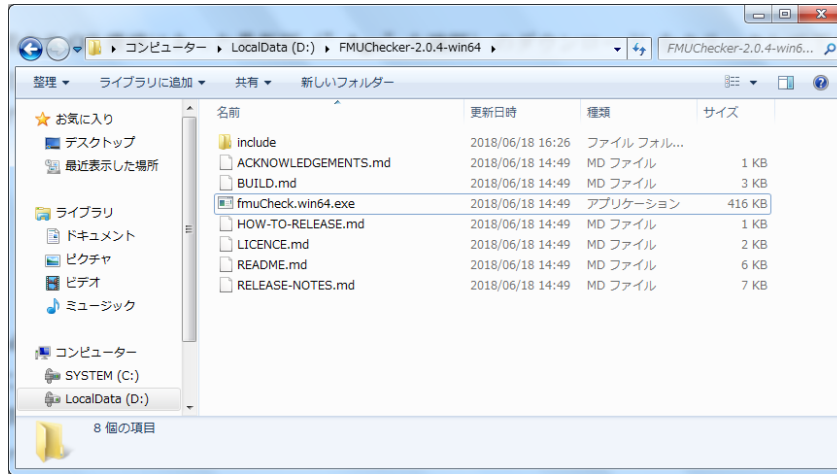 コンピューター ▸ LocalData (D:) ▸ FMUChecker-2.0.4-win64 ▸
FMUChecker-2.0.4-win6...
整理 ライブラリに追加 共有 新しいフォルダー
お気に入り
デスクトップ
最近表示した場所
ライブラリ
ドキュメント
ピクチャ
ビデオ
ミュージック
コンピューター
SYSTEM (C:)
LocalData (D:)
名前 更新日時 種類 サイズ
include 2018/06/18 16:26 ファイル フォル...
ACKNOWLEDGEMENTS.md 2018/06/18 14:49 MD ファイル 1 KB
BUILD.md 2018/06/18 14:49 MD ファイル 3 KB
fmuCheck.win64.exe 2018/06/18 14:49 アプリケーション 416 KB
HOW-TO-RELEASE.md 2018/06/18 14:49 MD ファイル 1 KB
LICENCE.md 2018/06/18 14:49 MD ファイル 2 KB
README.md 2018/06/18 14:49 MD ファイル 6 KB
RELEASE-NOTES.md 2018/06/18 14:49 MD ファイル 7 KB
8 個の項目